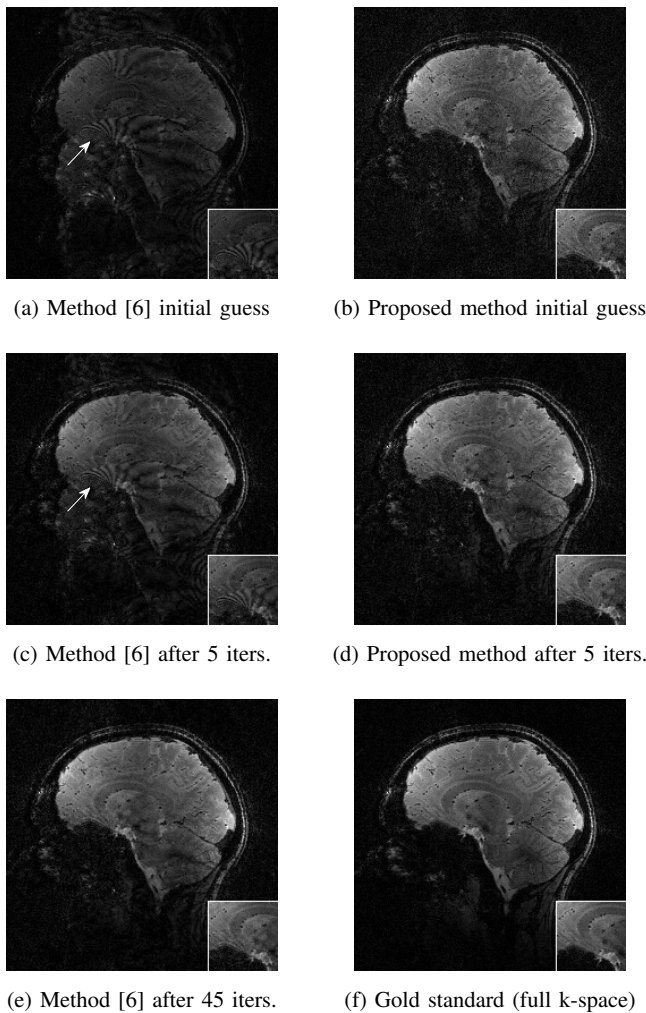 (a) Method [6] initial guess
(b) Proposed method initial guess
(c) Method [6] after 5 iters.
(d) Proposed method after 5 iters.
(e) Method [6] after 45 iters.
(f) Gold standard (full k-space)